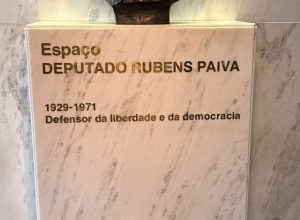 Espaço
DEPUTADO RUBENS PAIVA
1929-1971
Defensor da liberdade e da democracia